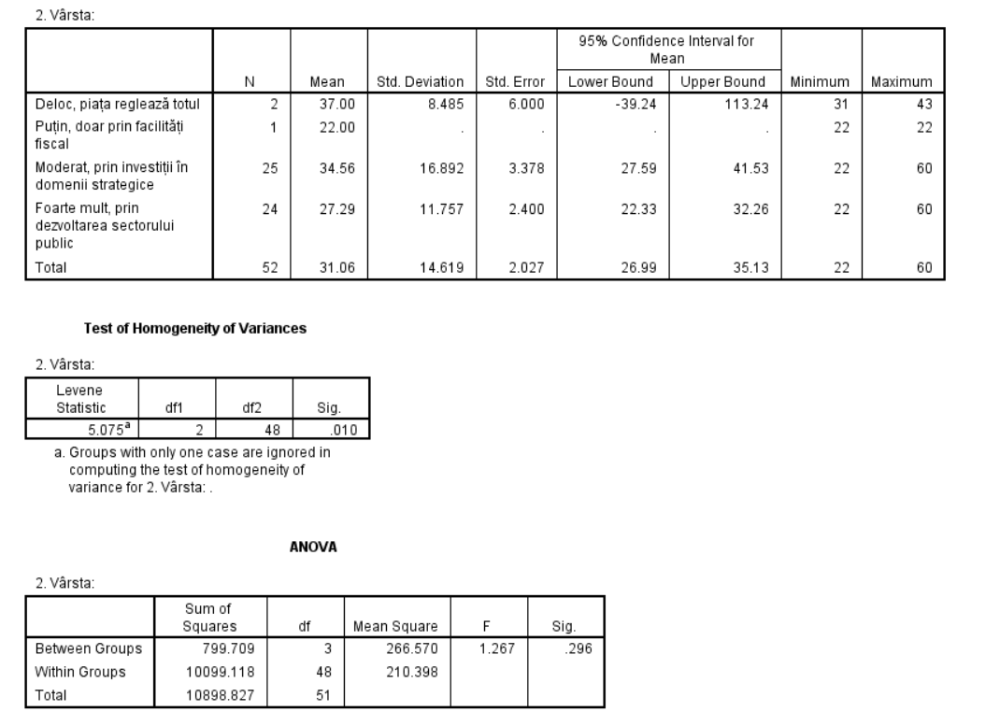 2. Vârsta:
95% Confidence Interval for
Mean
N Mean Std. Deviation Std. Error Lower Bound Upper Bound Minimum Maximum
Deloc, piața reglează totul 2 37.00 8.485 6.000 -39.24 113.24 31 43
Puțin, doar prin facilități 1 22.00 . . . . 22 22
fiscal
Moderat, prin investiții în 25 34.56 16.892 3.378 27.59 41.53 22 60
domenii strategice
Foarte mult, prin 24 27.29 11.757 2.400 22.33 32.26 22 60
dezvoltarea sectorului
public
Total 52 31.06 14.619 2.027 26.99 35.13 22 60
Test of Homogeneity of Variances
2. Vârsta:
Levene
Statistic df1 df2 Sig.
5.075a 2 48 .010
a. Groups with only one case are ignored in
computing the test of homogeneity of
variance for 2. Vârsta: .
ANOVA
2. Vârsta:
Sum of
Squares df Mean Square F Sig.
Between Groups 799.709 3 266.570 1.267 .296
Within Groups 10099.118 48 210.398
Total 10898.827 51